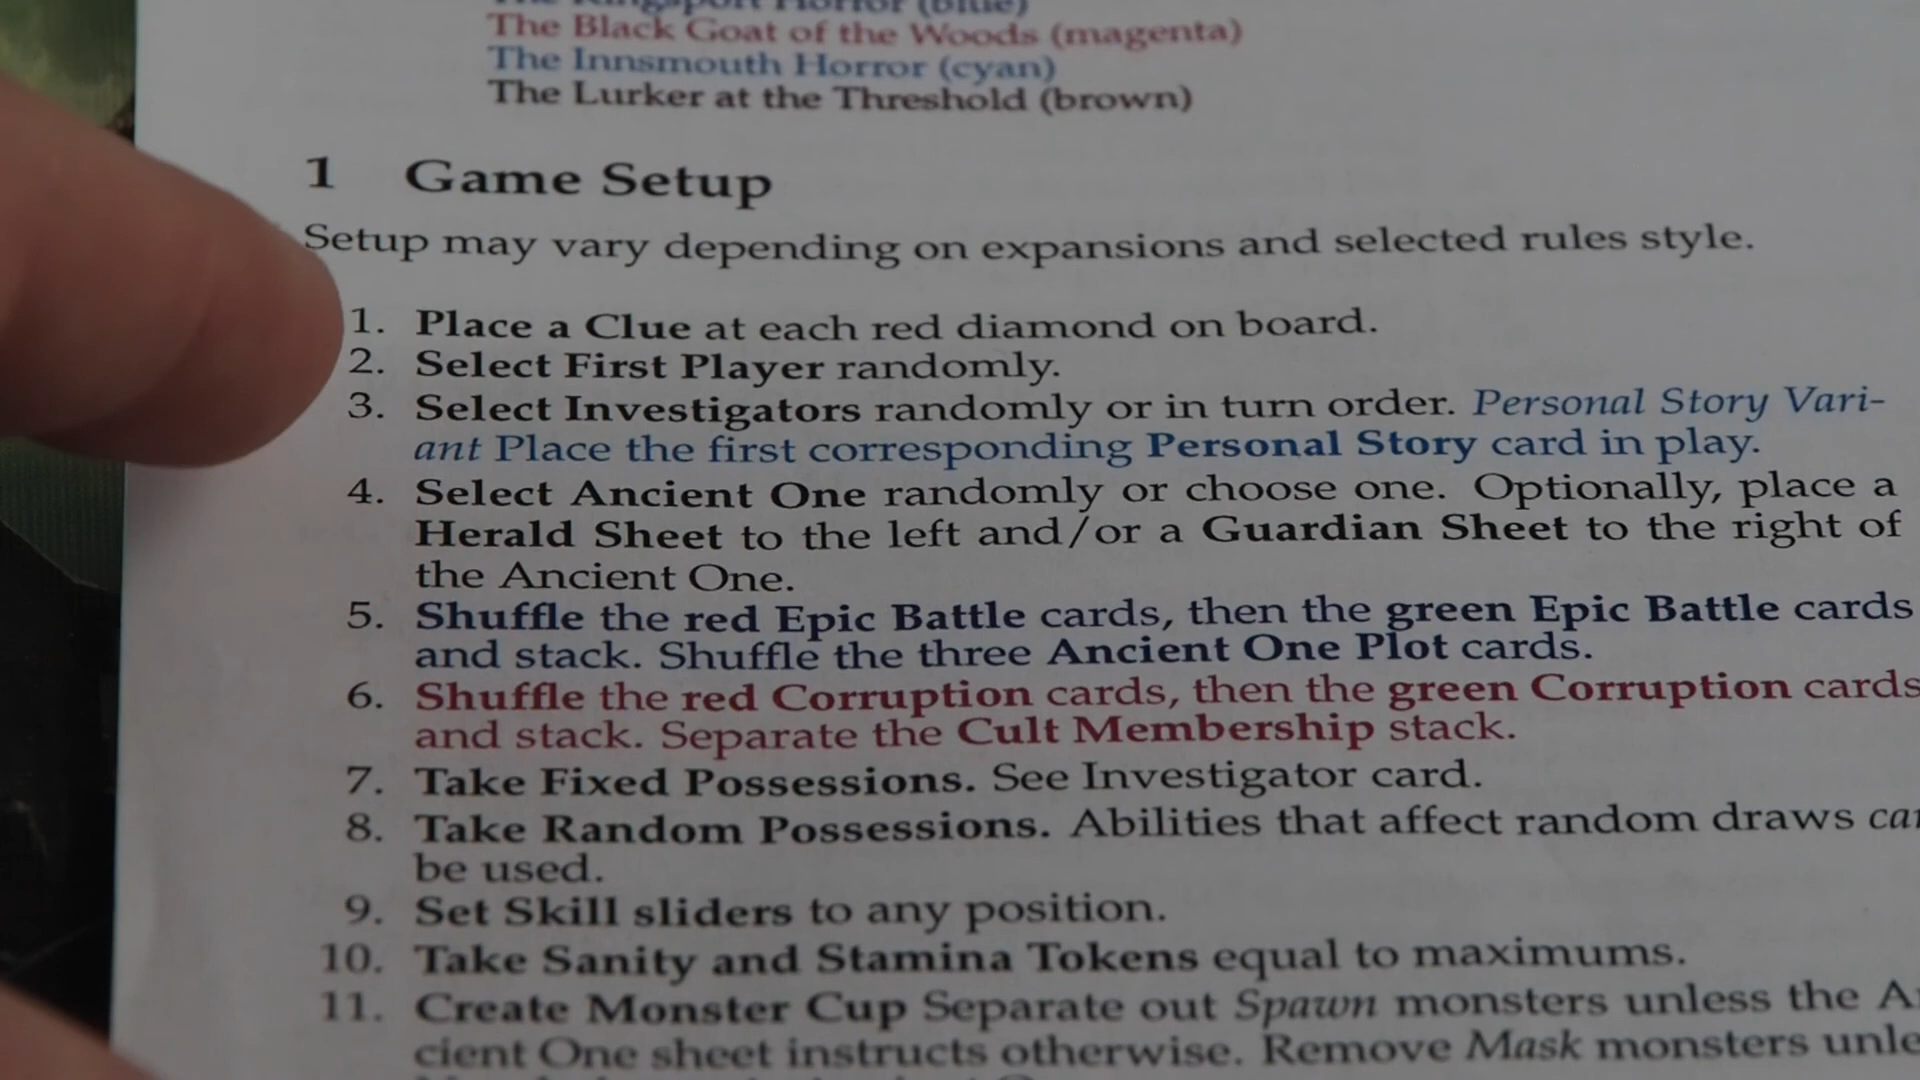 The Kingsport Horror (blue)
The Black Goat of the Woods (magenta)
The Innsmouth Horror (cyan)
The Lurker at the Threshold (brown)
1 Game Setup
Setup may vary depending on expansions and selected rules style.
1. Place a Clue at each red diamond on board.
2. Select First Player randomly.
3. Select Investigators randomly or in turn order. Personal Story Vari-
ant Place the first corresponding Personal Story card in play.
4. Select Ancient One randomly or choose one. Optionally, place a
Herald Sheet to the left and/or a Guardian Sheet to the right of
the Ancient One.
5. Shuffle the red Epic Battle cards, then the green Epic Battle cards
and stack. Shuffle the three Ancient One Plot cards.
6. Shuffle the red Corruption cards, then the green Corruption cards
and stack. Separate the Cult Membership stack.
7. Take Fixed Possessions. See Investigator card.
8. Take Random Possessions. Abilities that affect random draws
be used.
9. Set Skill sliders to any position.
10. Take Sanity and Stamina Tokens equal to maximums.
11. Create Monster Cup Separate out Spawn monsters unless the
cient One sheet instructs otherwise. Remove Mask monsters